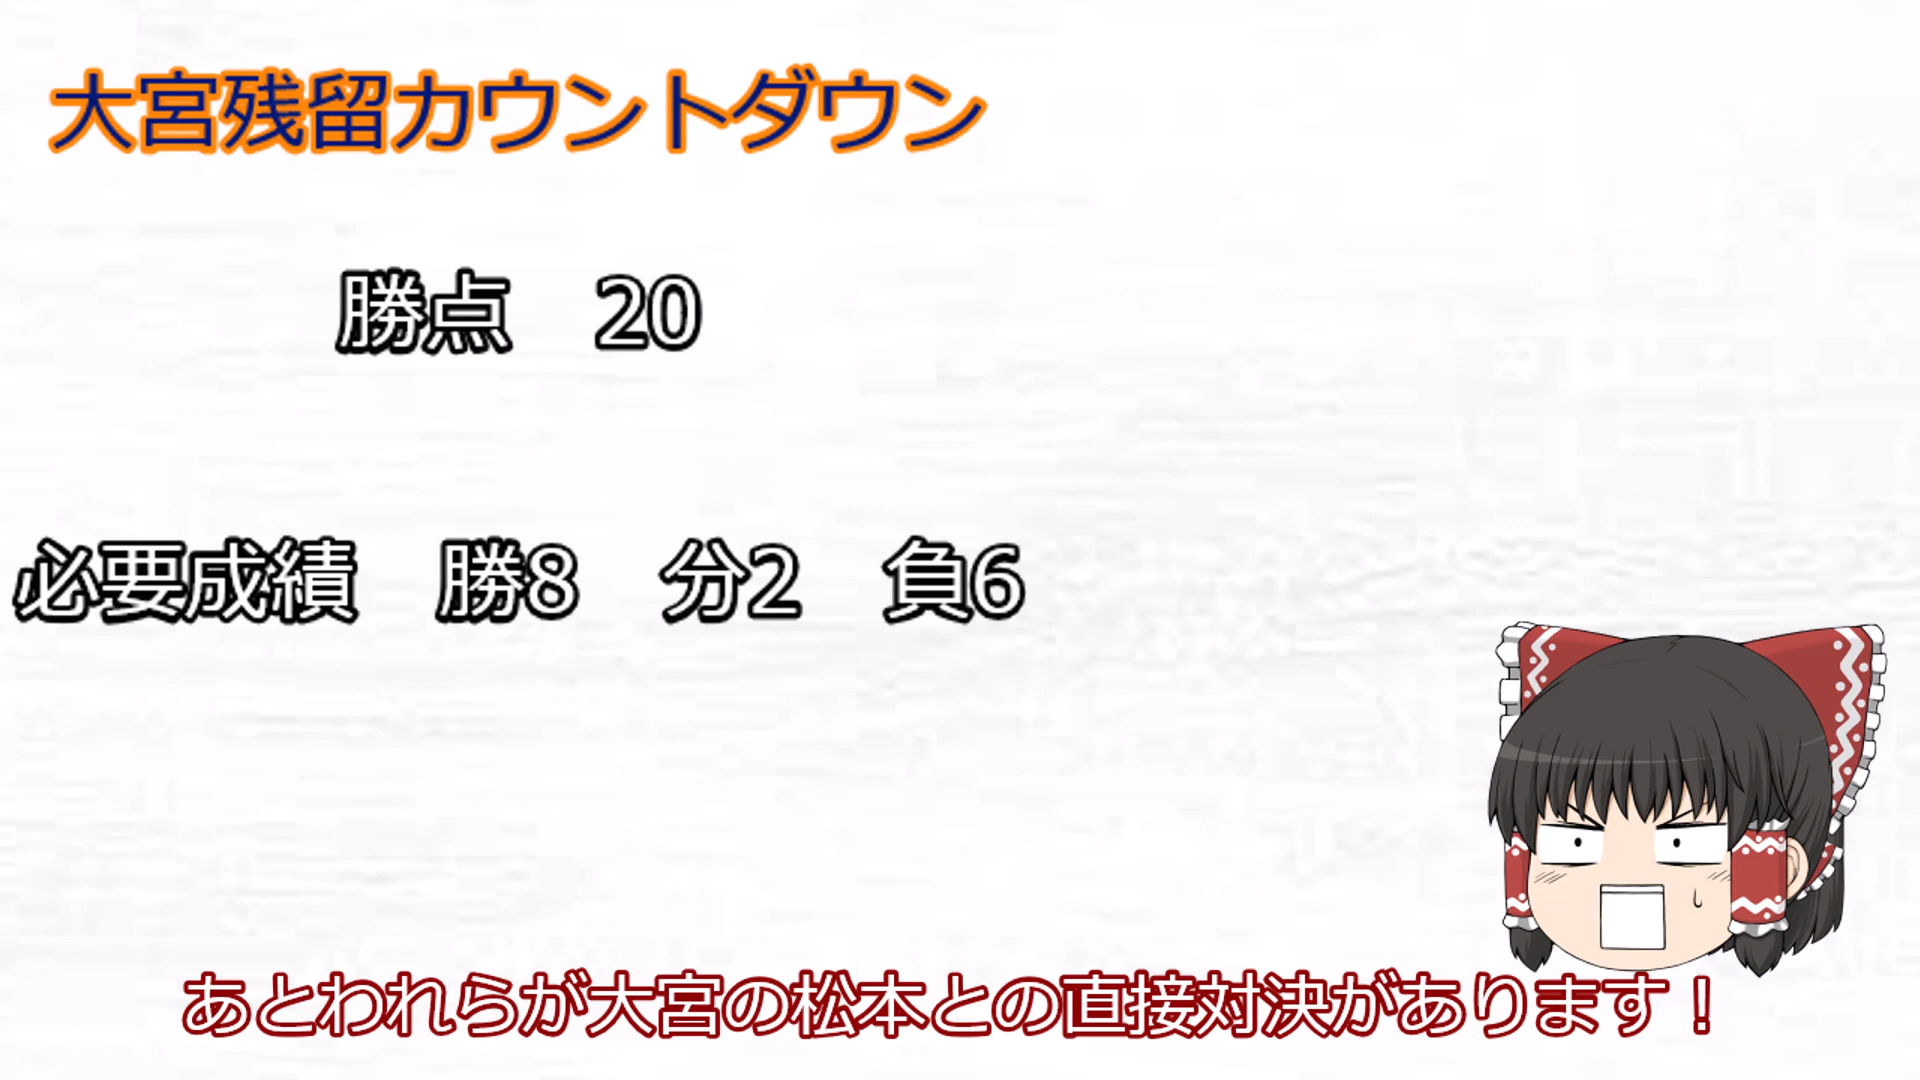 大宮残留カウントダウン
勝点　20
必要成績　勝8　分2　負6
あとわれらが大宮の松本との直接対決があります！